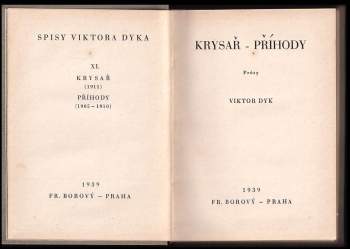 SPISY VIKTORA DYKA
XI.
KRYSAŘ
(1911)
PŘÍHODY
(1905–1910)
1939
FR. BOROVÝ – PRAHA
KRYSAŘ - PŘÍHODY
Prózy
VIKTOR DYK
1939
FR. BOROVÝ – PRAHA